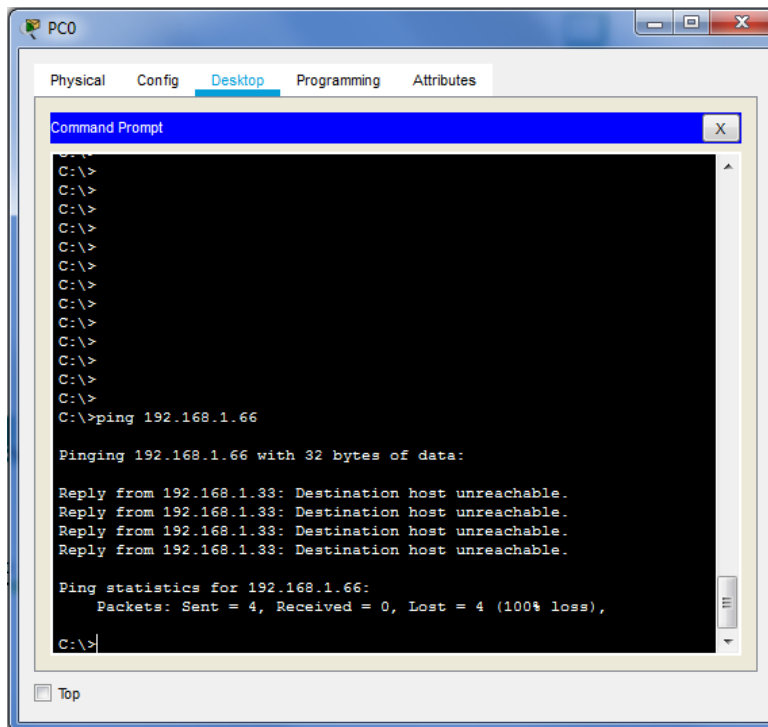 PC0
Physical Config Desktop Programming Attributes
Command Prompt
X
C:\>
C:\>
C:\>
C:\>
C:\>
C:\>
C:\>
C:\>
C:\>
C:\>
C:\>
C:\>
C:\>
C:\>ping 192.168.1.66
Pinging 192.168.1.66 with 32 bytes of data:
Reply from 192.168.1.33: Destination host unreachable.
Reply from 192.168.1.33: Destination host unreachable.
Reply from 192.168.1.33: Destination host unreachable.
Reply from 192.168.1.33: Destination host unreachable.
Ping statistics for 192.168.1.66:
Packets: Sent = 4, Received = 0, Lost = 4 (100% loss),
C:\>
Top